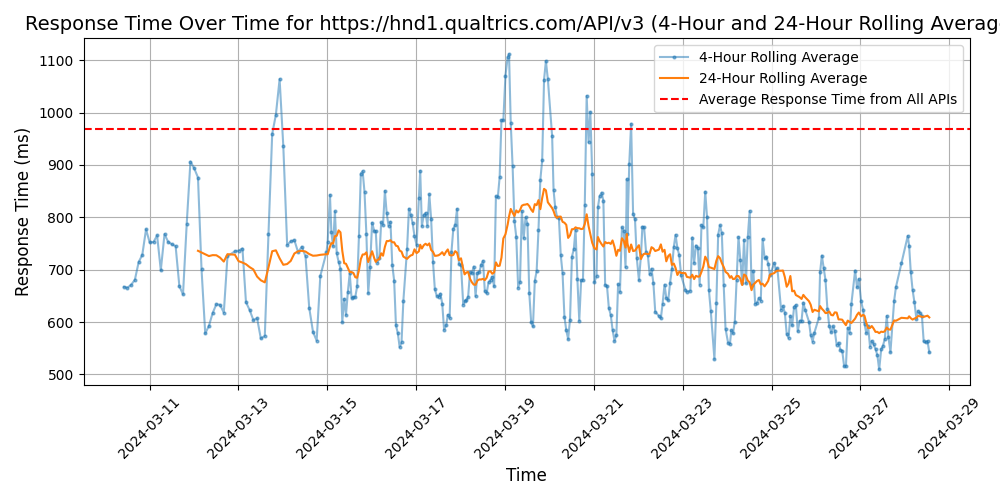 Response Time Over Time for https://hnd1.qualtrics.com/API/v3 (4-Hour and 24-Hour Rolling Averag
1100
1000
900
800
700
600
500
Response Time (ms)
4-Hour Rolling Average
24-Hour Rolling Average
Average Response Time from All APIs
2024-03-11
2024-03-13
2024-03-15
2024-03-17
2024-03-19
2024-03-21
2024-03-23
2024-03-25
2024-03-27
2024-03-29
Time